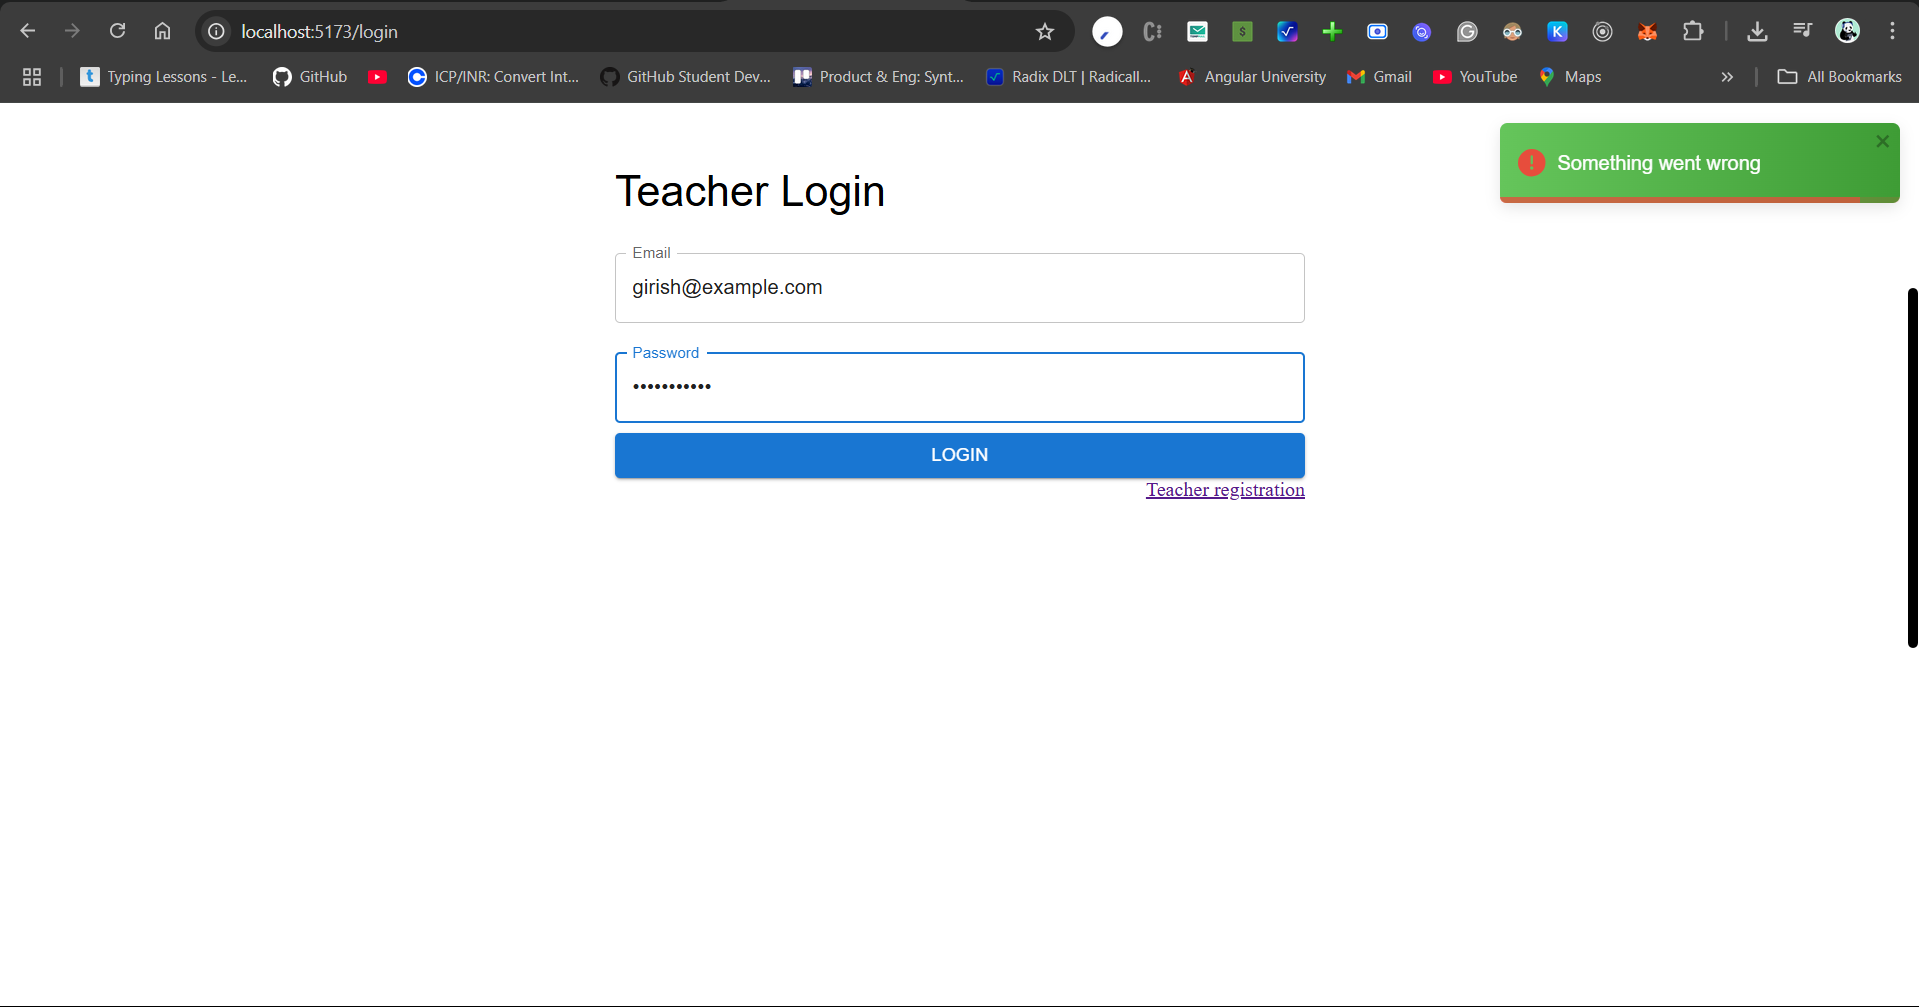 localhost:5173/login
Typing Lessons - Le... GitHub ICP/INR: Convert Int... GitHub Student Dev... Product & Eng: Synt... Radix DLT | Radicall... Angular University Gmail YouTube Maps All Bookmarks
Something went wrong
Teacher Login
Email
girish@example.com
Password
•••••••••••
LOGIN
Teacher registration